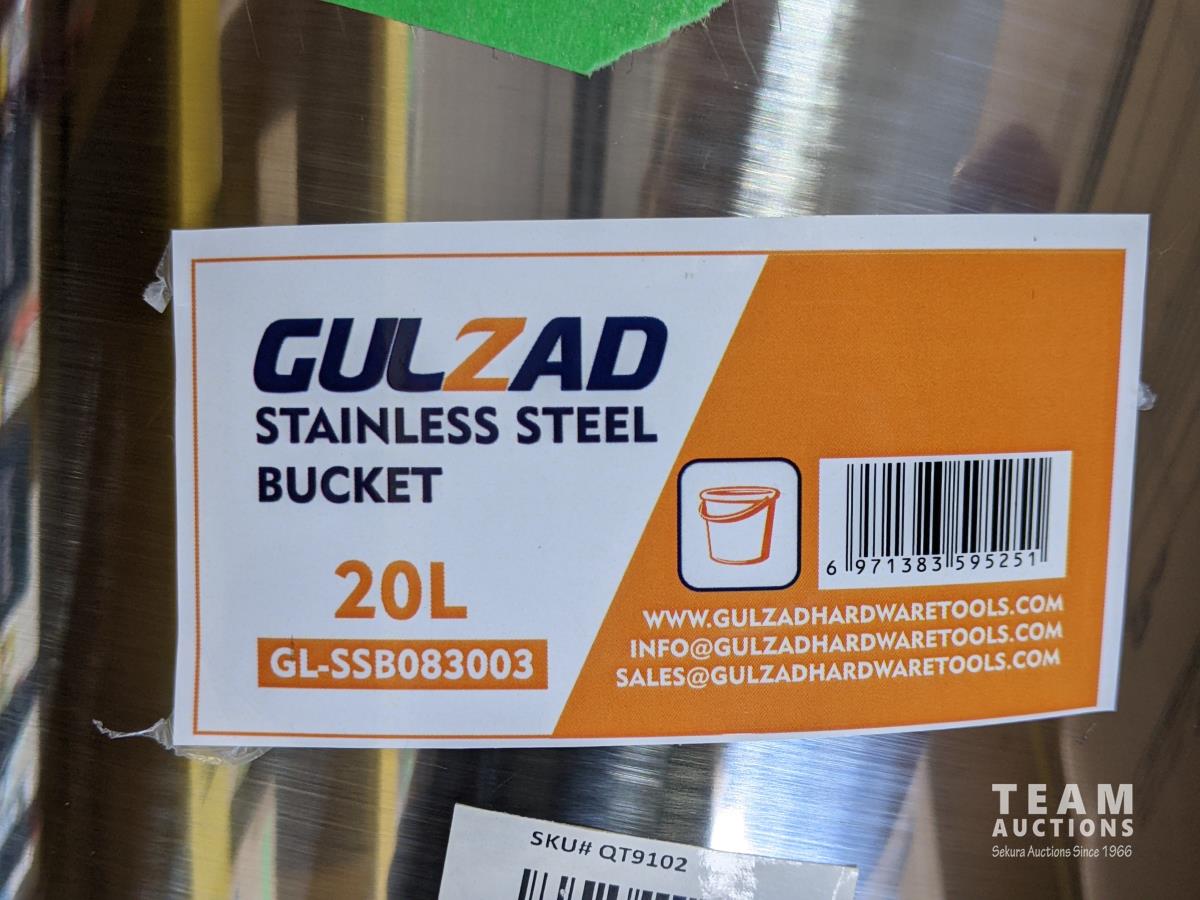 GULZAD
STAINLESS STEEL
BUCKET
20L
GL-SSB083003
6 971383 595251
WWW.GULZADHARDWARETOOLS.COM
INFO@GULZADHARDWARETOOLS.COM
SALES@GULZADHARDWARETOOLS.COM
SKU# QT9102
TEAM
AUCTIONS
Sekura Auctions Since 1966